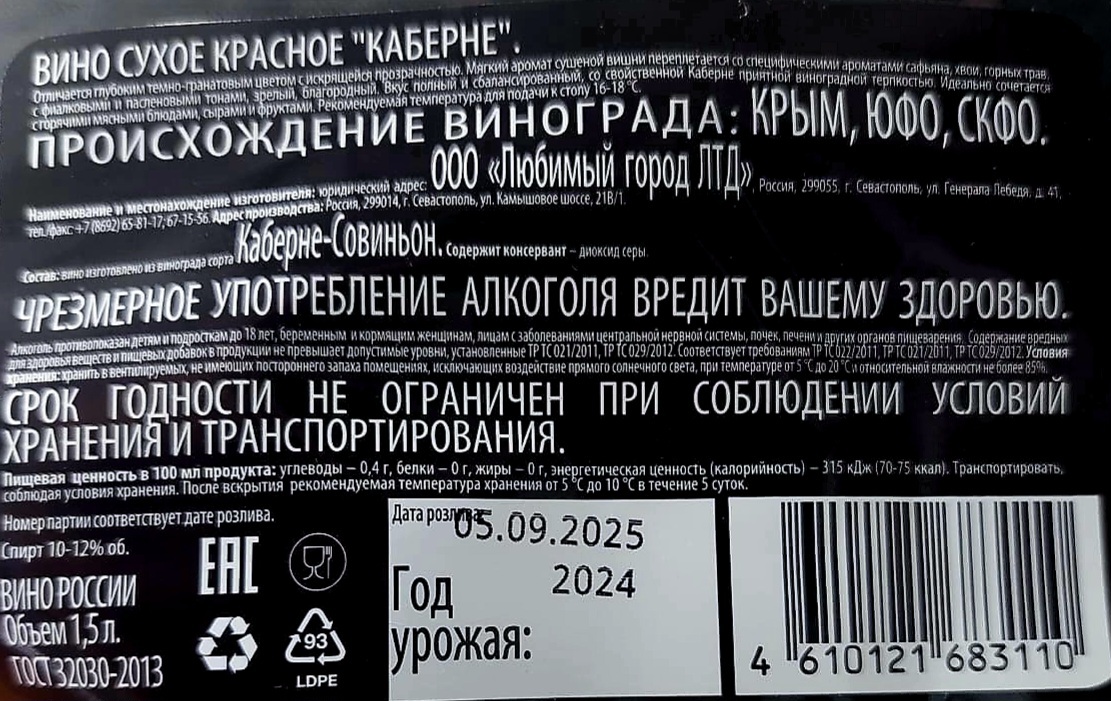 ВИНО СУХОЕ КРАСНОЕ "КАБЕРНЕ".
Отличается глубоким темно-гранатовым цветом с искрящейся прозрачностью. Мягкий аромат сушеной вишни переплетается со специфическими ароматами сафьяна, хвои, горных трав,
с фиалковыми и пасленовыми тонами, зрелый, благородный. Вкус полный и сбалансированный, со свойственной Каберне приятной виноградной терпкостью. Идеально сочетается
с горячими мясными блюдами, сырами и фруктами. Рекомендуемая температура для подачи к столу 16-18 °С.
ПРОИСХОЖДЕНИЕ ВИНОГРАДА: КРЫМ, ЮФО, СКФО.
Наименование и местонахождение изготовителя: юридический адрес: ООО «Любимый город ЛТД», Россия, 299055, г. Севастополь, ул. Генерала Лебедя, д. 41,
тел./факс +7 (8692) 65-81-17; 67-15-56. Адрес производства: Россия, 299014, г. Севастополь, ул. Камышовое шоссе, 21В/1.
Состав: вино изготовлено из винограда сорта Каберне-Совиньон. Содержит консервант – диоксид серы.
ЧРЕЗМЕРНОЕ УПОТРЕБЛЕНИЕ АЛКОГОЛЯ ВРЕДИТ ВАШЕМУ ЗДОРОВЬЮ.
Алкоголь противопоказан детям и подросткам до 18 лет, беременным и кормящим женщинам, лицам с заболеваниями центральной нервной системы, почек, печени и других органов пищеварения. Содержание вредных
для здоровья веществ и пищевых добавок в продукции не превышает допустимые уровни, установленные ТР ТС 021/2011, ТР ТС 029/2012. Соответствует требованиям ТР ТС 022/2011, ТР ТС 021/2011, ТР ТС 029/2012. Условия
хранения: хранить в вентилируемых, не имеющих постороннего запаха помещениях, исключающих воздействие прямого солнечного света, при температуре от 5 °С до 20 °С и относительной влажности не более 85%.
СРОК ГОДНОСТИ НЕ ОГРАНИЧЕН ПРИ СОБЛЮДЕНИИ УСЛОВИЙ
ХРАНЕНИЯ И ТРАНСПОРТИРОВАНИЯ.
Пищевая ценность в 100 мл продукта: углеводы – 0,4 г, белки – 0 г, жиры – 0 г, энергетическая ценность (калорийность) – 315 кДж (70-75 ккал). Транспортировать,
соблюдая условия хранения. После вскрытия рекомендуемая температура хранения от 5 °С до 10 °С в течение 5 суток.
Номер партии соответствует дате розлива.
Спирт 10-12% об.
ВИНО РОССИИ
Объем 1,5 л.
ГОСТ 32030-2013
EAC
93
LDPE
Дата розлива:
05.09.2025
Год урожая:
2024
4 610121 683110